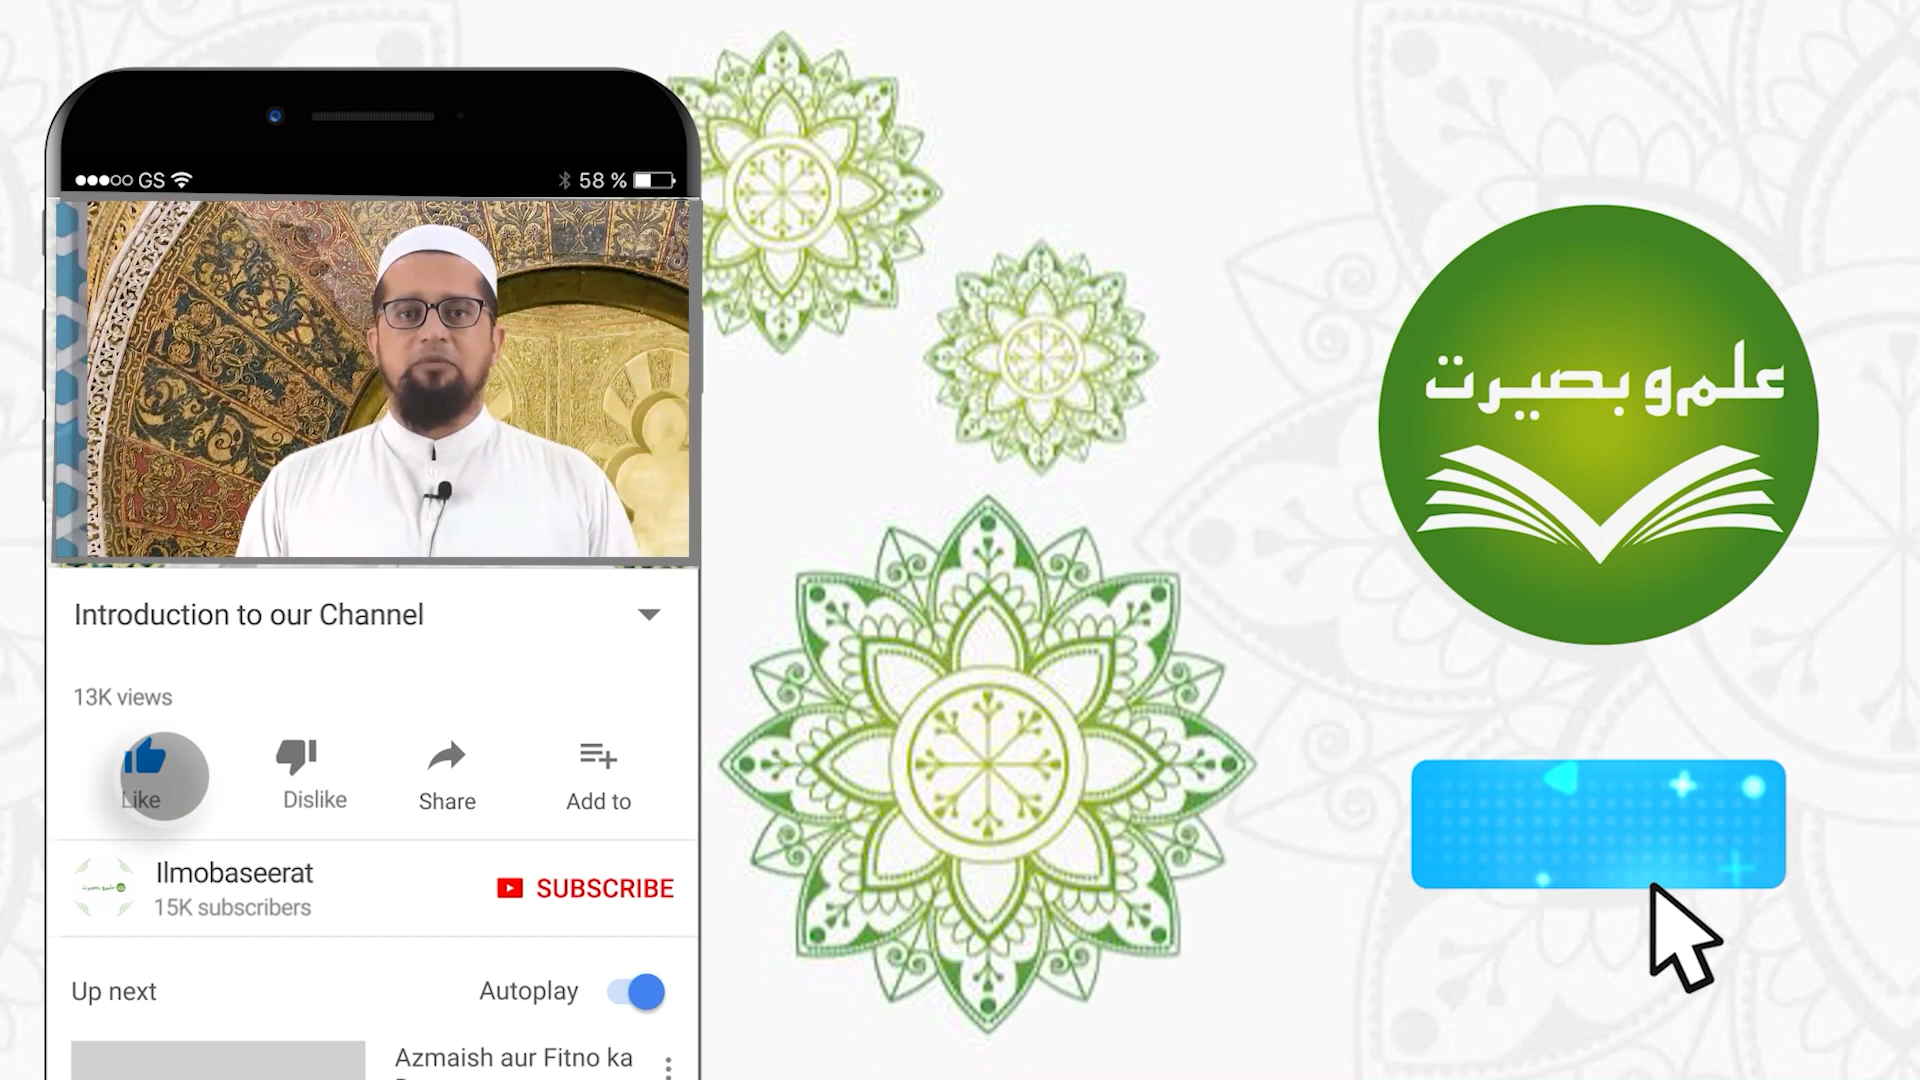 GS
58 %
Introduction to our Channel
13K views
Like
Dislike
Share
Add to
Ilmobaseerat
15K subscribers
SUBSCRIBE
Up next
Autoplay
Azmaish aur Fitno ka
علم و بصیرت